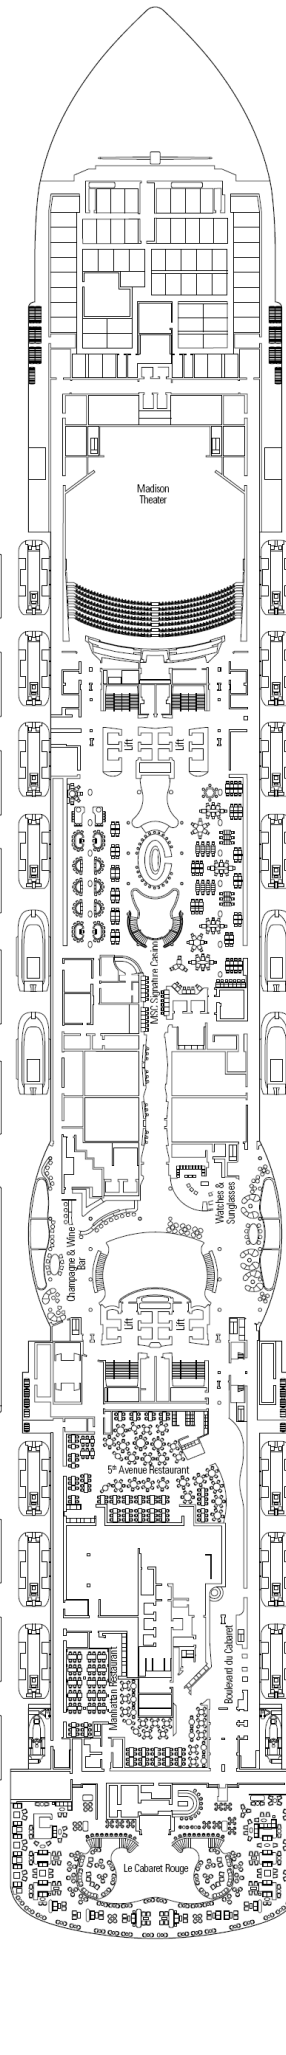 Madison
Theater
Lift
Lift
MSC Signature Casino
Watches &
Sunglasses
Champagne & Wine
Bar
Lift
Lift
5th Avenue Restaurant
Boulevard du Cabaret
Manhattan Restaurant
Le Cabaret Rouge